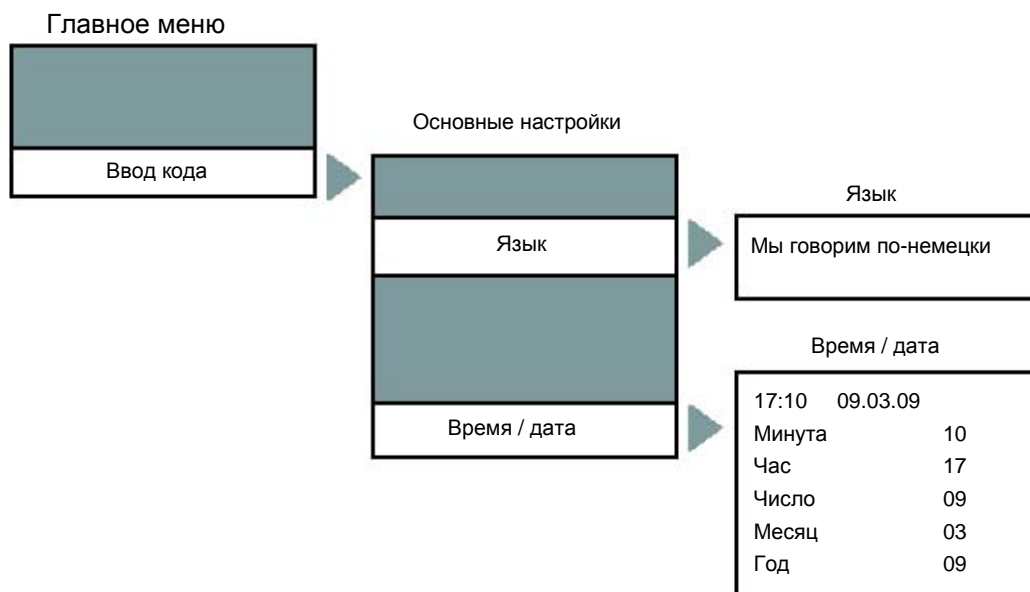 Главное меню
Ввод кода
Основные настройки
Язык
Время / дата
Язык
Мы говорим по-немецки
Время / дата
17:10 09.03.09
Минута 10
Час 17
Число 09
Месяц 03
Год 09